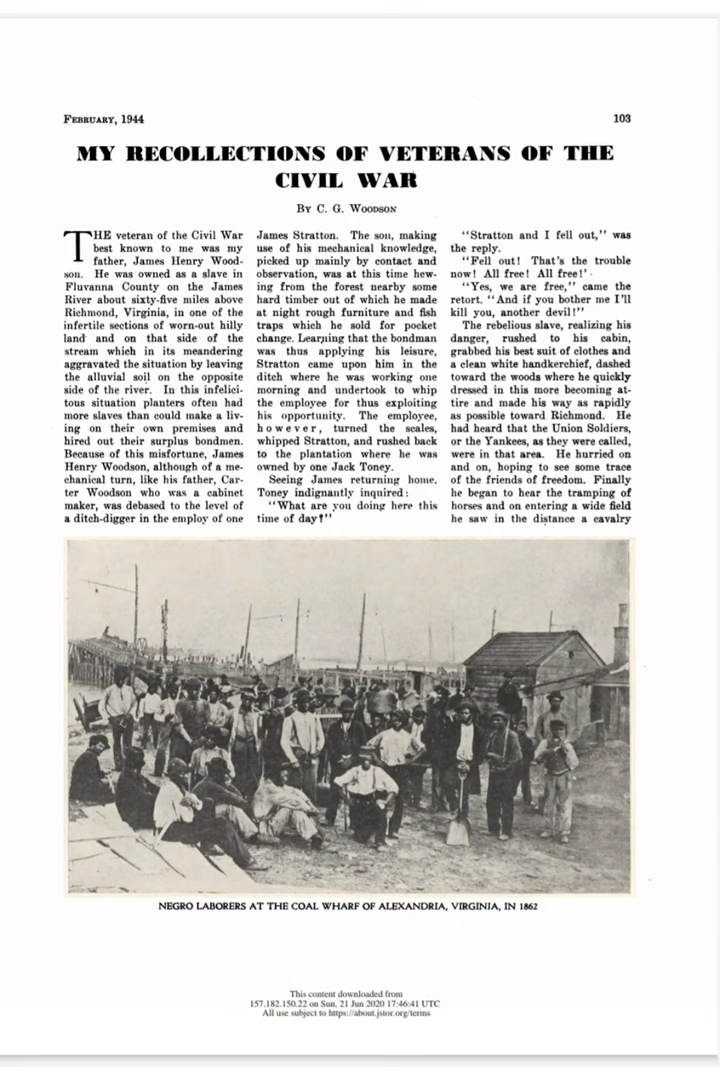 FEBRUARY, 1944
103
MY RECOLLECTIONS OF VETERANS OF THE
CIVIL WAR
BY C. G. WOODSON
THE veteran of the Civil War
best known to me was my
father, James Henry Wood-
son. He was owned as a slave in
Fluvanna County on the James
River about sixty-five miles above
Richmond, Virginia, in one of the
infertile sections of worn-out hilly
land and on that side of the
stream which in its meandering
aggravated the situation by leaving
the alluvial soil on the opposite
side of the river. In this infelici-
tous situation planters often had
more slaves than could make a liv-
ing on their own premises and
hired out their surplus bondmen.
Because of this misfortune, James
Henry Woodson, although of a me-
chanical turn, like his father, Car-
ter Woodson who was a cabinet
maker, was debased to the level of
a ditch-digger in the employ of one
James Stratton. The son, making
use of his mechanical knowledge,
picked up mainly by contact and
observation, was at this time hew-
ing from the forest nearby some
hard timber out of which he made
at night rough furniture and fish
traps which he sold for pocket
change. Learning that the bondman
was thus applying his leisure,
Stratton came upon him in the
ditch where he was working one
morning and undertook to whip
the employee for thus exploiting
his opportunity. The employee,
however, turned the scales,
whipped Stratton, and rushed back
to the plantation where he was
owned by one Jack Toney.
Seeing James returning home,
Toney indignantly inquired:
"What are you doing here this
time of day?"
"Stratton and I fell out," was
the reply.
"Fell out! That's the trouble
now! All free! All free!'
"Yes, we are free," came the
retort. "And if you bother me I'll
kill you, another devil!"
The rebelious slave, realizing his
danger, rushed to his cabin,
grabbed his best suit of clothes and
a clean white handkerchief, dashed
toward the woods where he quickly
dressed in this more becoming at-
tire and made his way as rapidly
as possible toward Richmond. He
had heard that the Union Soldiers,
or the Yankees, as they were called,
were in that area. He hurried on
and on, hoping to see some trace
of the friends of freedom. Finally
he began to hear the tramping of
horses and on entering a wide field
he saw in the distance a cavalry
NEGRO LABORERS AT THE COAL WHARF OF ALEXANDRIA, VIRGINIA, IN 1862
This content downloaded from
157.182.150.22 on Sun, 21 Jun 2020 17:46:41 UTC
All use subject to https://about.jstor.org/terms